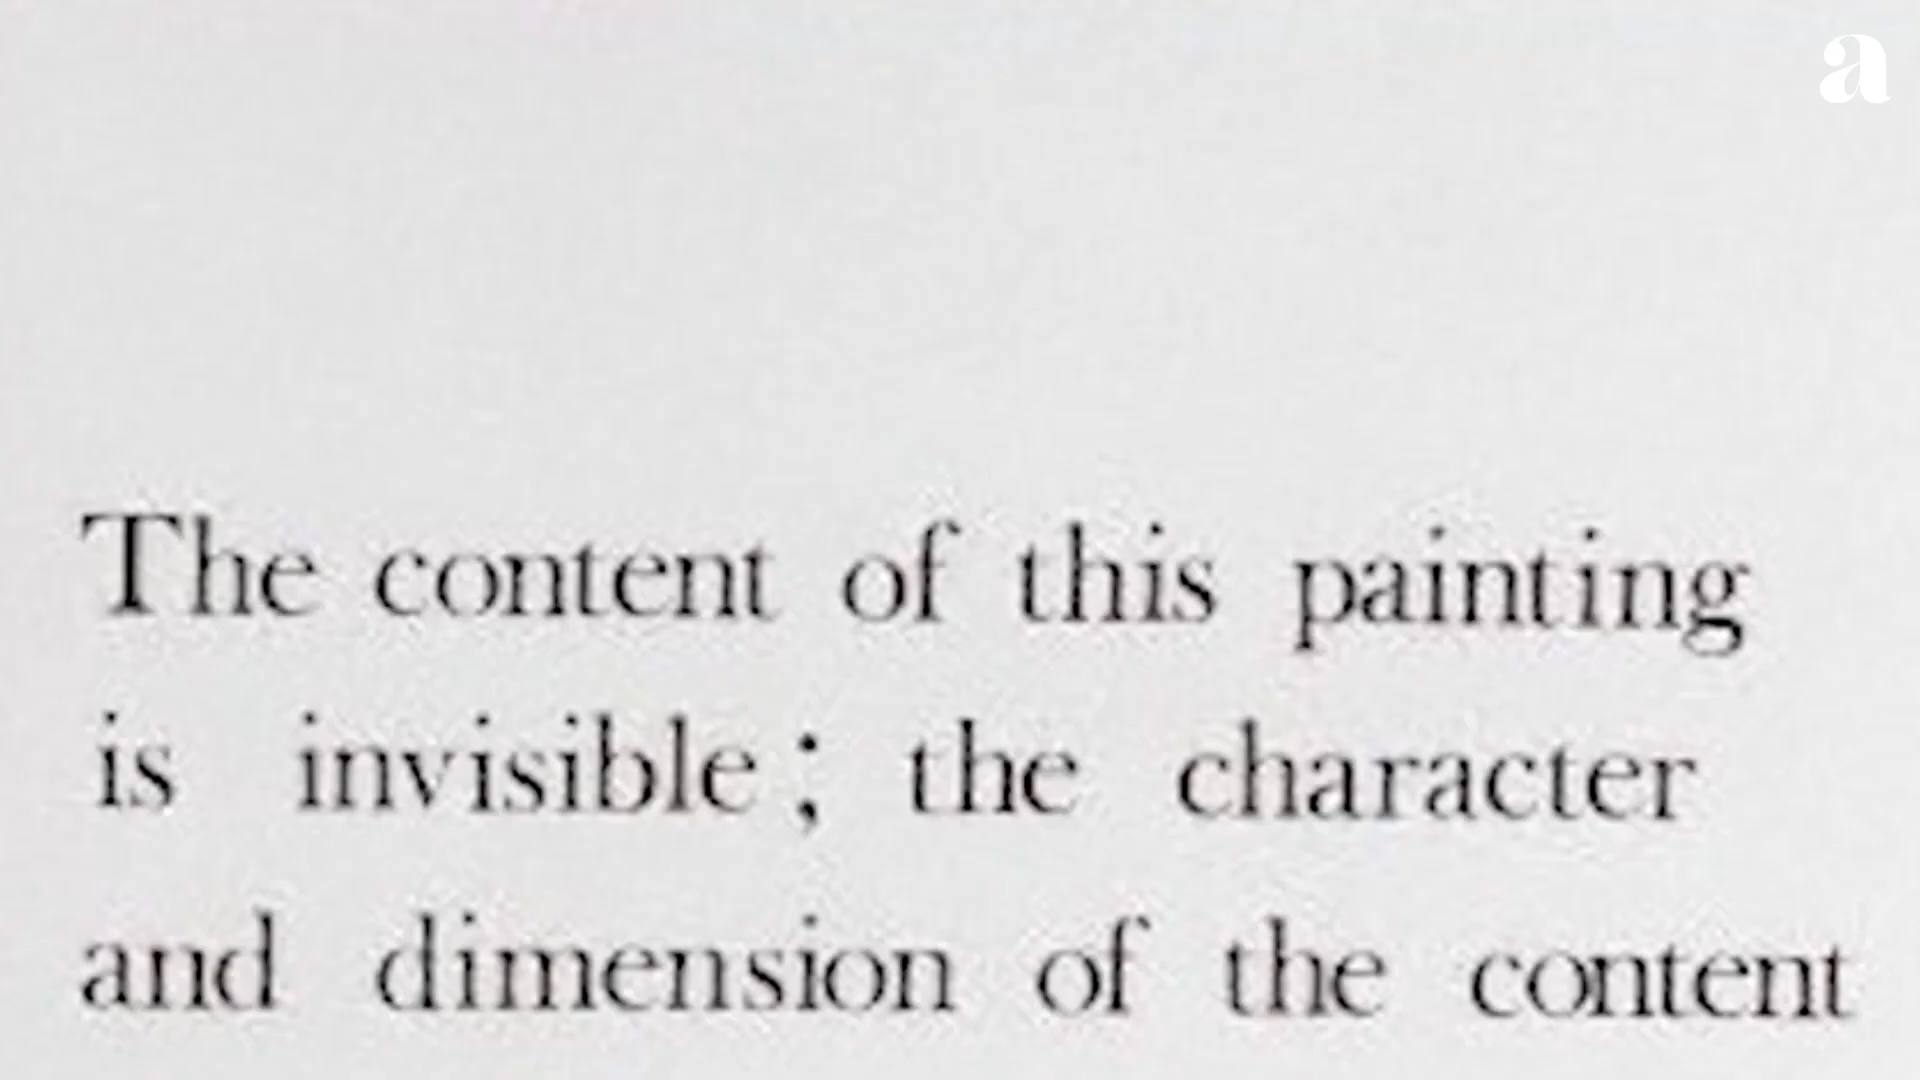 a
The content of this painting
is invisible; the character
and dimension of the content